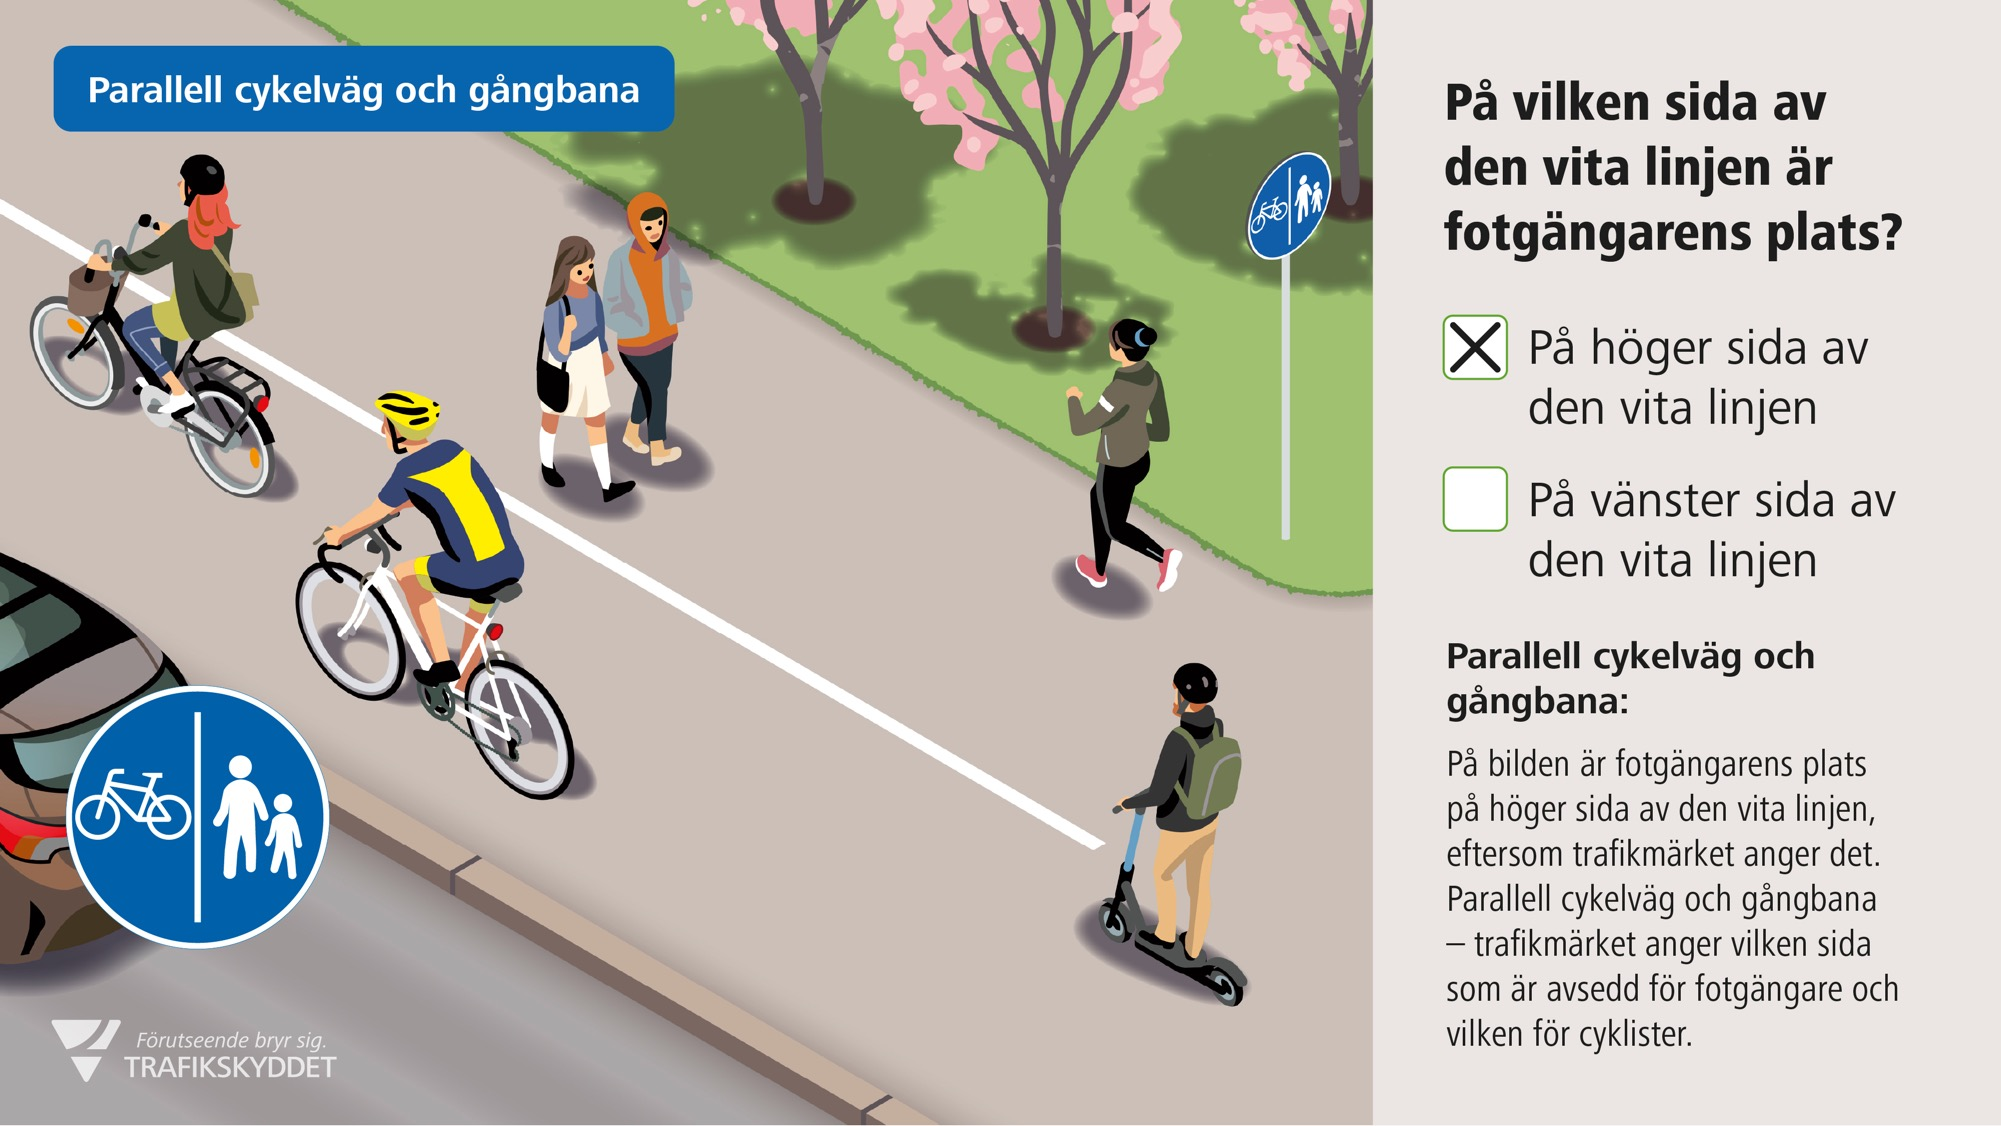 Parallell cykelväg och gångbana
På vilken sida av
den vita linjen är
fotgängarens plats?
På höger sida av
den vita linjen
På vänster sida av
den vita linjen
Parallell cykelväg och
gångbana:
På bilden är fotgängarens plats
på höger sida av den vita linjen,
eftersom trafikmärket anger det.
Parallell cykelväg och gångbana
– trafikmärket anger vilken sida
som är avsedd för fotgängare och
vilken för cyklister.
Förutseende bryr sig.
TRAFIKSKYDDET